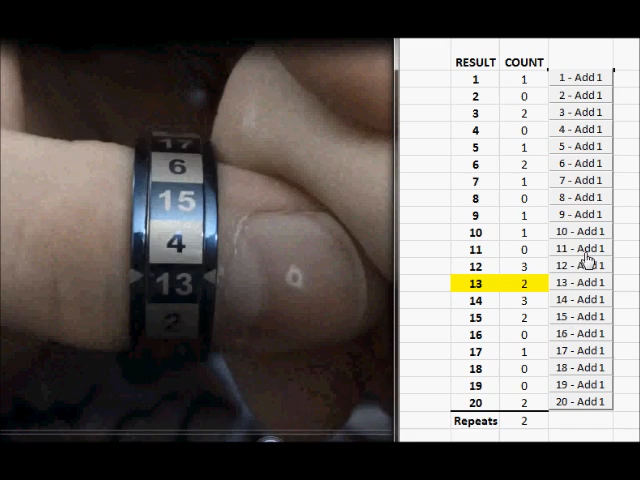 17
6
15
4
13
2
RESULT COUNT
1 1 1 - Add 1
2 0 2 - Add 1
3 2 3 - Add 1
4 0 4 - Add 1
5 1 5 - Add 1
6 2 6 - Add 1
7 1 7 - Add 1
8 0 8 - Add 1
9 1 9 - Add 1
10 1 10 - Add 1
11 0 11 - Add 1
12 3 12 - Add 1
13 2 13 - Add 1
14 3 14 - Add 1
15 2 15 - Add 1
16 0 16 - Add 1
17 1 17 - Add 1
18 0 18 - Add 1
19 0 19 - Add 1
20 2 20 - Add 1
Repeats 2